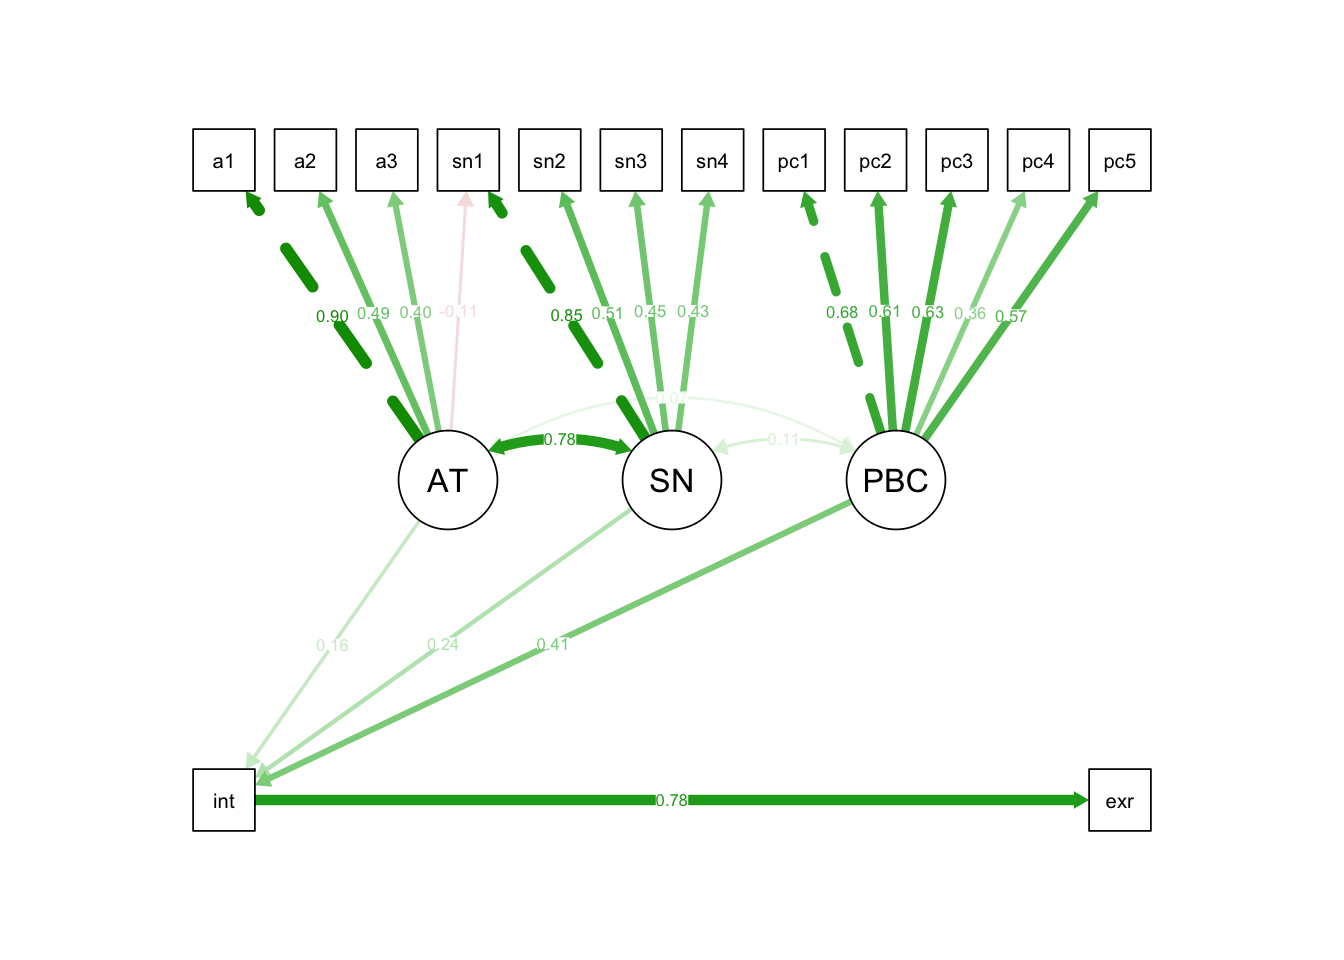 a1 a2 a3 sn1 sn2 sn3 sn4 pc1 pc2 pc3 pc4 pc5
0.90 0.49 0.40 -0.11 0.85 0.51 0.45 0.43 0.68 0.61 0.63 0.36 0.57
0.78 0.11
AT SN PBC
0.16 0.24 0.41
int 0.78 exr